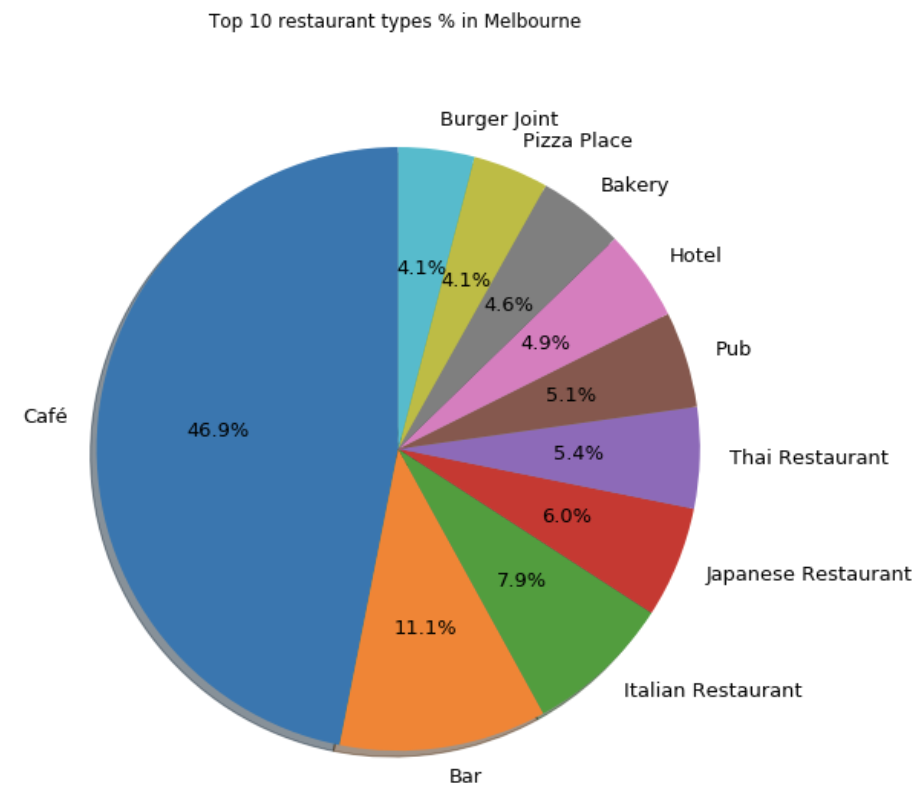 Top 10 restaurant types % in Melbourne
Burger Joint
Pizza Place
Bakery
Hotel
Pub
Thai Restaurant
Japanese Restaurant
Italian Restaurant
Bar
Café
4.1%
4.1%
4.6%
4.9%
5.1%
5.4%
6.0%
7.9%
11.1%
46.9%